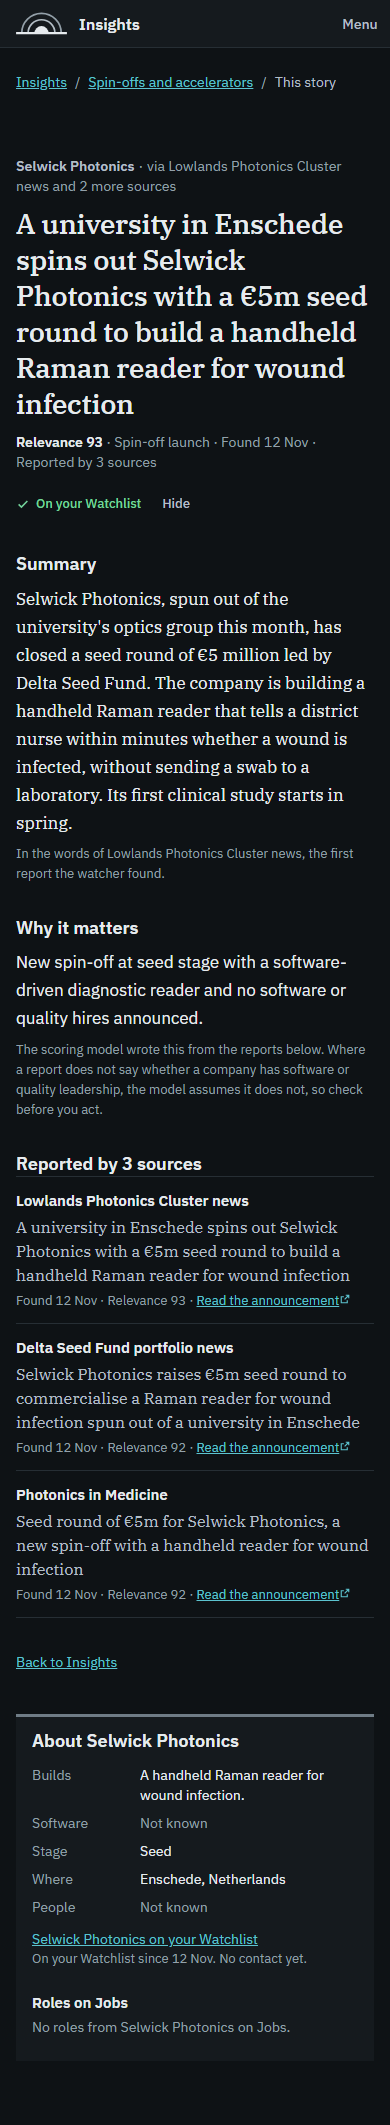 Insights
Menu
Insights / Spin-offs and accelerators / This story
Selwick Photonics · via Lowlands Photonics Cluster
news and 2 more sources
A university in Enschede
spins out Selwick
Photonics with a €5m seed
round to build a handheld
Raman reader for wound
infection
Relevance 93 · Spin-off launch · Found 12 Nov ·
Reported by 3 sources
On your Watchlist Hide
Summary
Selwick Photonics, spun out of the
university's optics group this month, has
closed a seed round of €5 million led by
Delta Seed Fund. The company is building a
handheld Raman reader that tells a district
nurse within minutes whether a wound is
infected, without sending a swab to a
laboratory. Its first clinical study starts in
spring.
In the words of Lowlands Photonics Cluster news, the first
report the watcher found.
Why it matters
New spin-off at seed stage with a software-
driven diagnostic reader and no software or
quality hires announced.
The scoring model wrote this from the reports below. Where
a report does not say whether a company has software or
quality leadership, the model assumes it does not, so check
before you act.
Reported by 3 sources
Lowlands Photonics Cluster news
A university in Enschede spins out Selwick
Photonics with a €5m seed round to build a
handheld Raman reader for wound infection
Found 12 Nov · Relevance 93 · Read the announcement
Delta Seed Fund portfolio news
Selwick Photonics raises €5m seed round to
commercialise a Raman reader for wound
infection spun out of a university in Enschede
Found 12 Nov · Relevance 92 · Read the announcement
Photonics in Medicine
Seed round of €5m for Selwick Photonics, a
new spin-off with a handheld reader for wound
infection
Found 12 Nov · Relevance 92 · Read the announcement
Back to Insights
About Selwick Photonics
Builds A handheld Raman reader for
wound infection.
Software Not known
Stage Seed
Where Enschede, Netherlands
People Not known
Selwick Photonics on your Watchlist
On your Watchlist since 12 Nov. No contact yet.
Roles on Jobs
No roles from Selwick Photonics on Jobs.